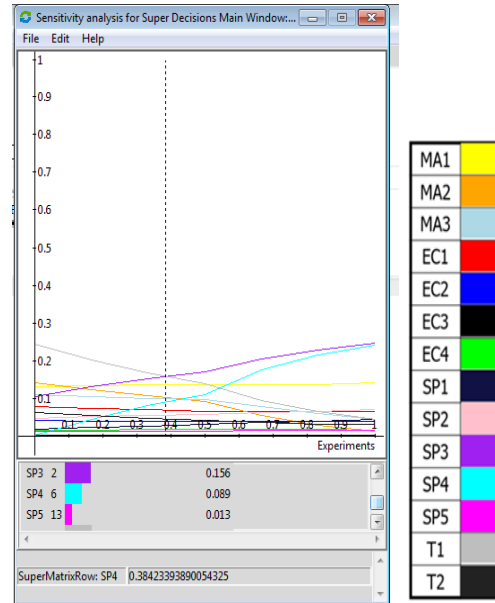 Sensitivity analysis for Super Decisions Main Window:...
File Edit Help
1
0.9
0.8
0.7
0.6
0.5
0.4
0.3
0.2
0.1
0.1 0.2 0.3 0.4 0.5 0.6 0.7 0.8 0.9 1
Experiments
SP3 2 0.156
SP4 6 0.089
SP5 13 0.013
SuperMatrixRow: SP4 0.38423393890054325
MA1
MA2
MA3
EC1
EC2
EC3
EC4
SP1
SP2
SP3
SP4
SP5
T1
T2